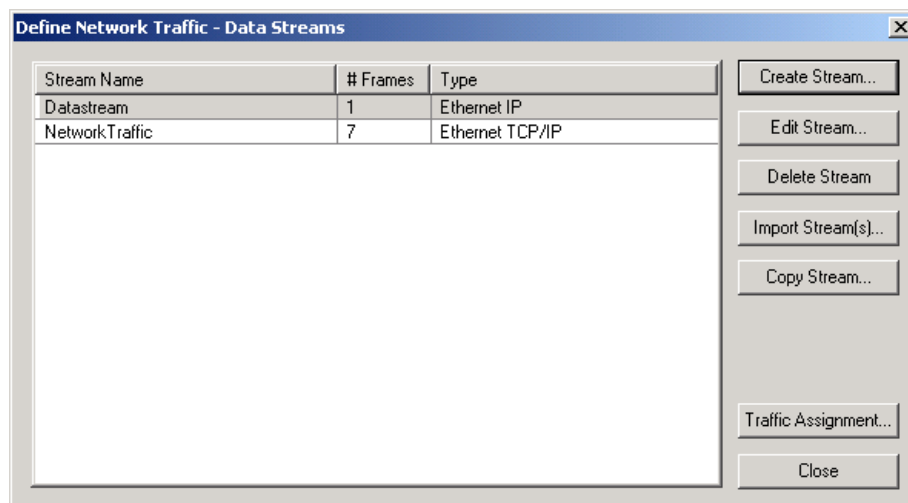 Define Network Traffic - Data Streams
Stream Name # Frames Type
Datastream 1 Ethernet IP
NetworkTraffic 7 Ethernet TCP/IP
Create Stream...
Edit Stream...
Delete Stream
Import Stream(s)...
Copy Stream...
Traffic Assignment...
Close